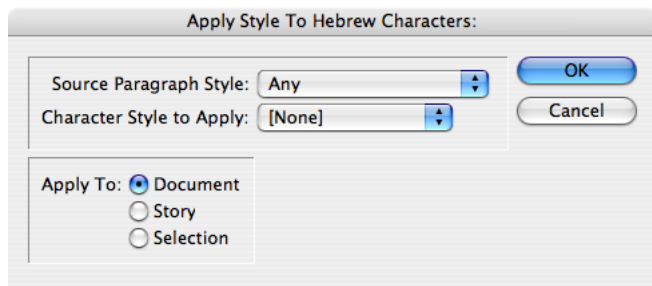 Apply Style To Hebrew Characters:
Source Paragraph Style: Any
OK
Character Style to Apply: [None]
Cancel
Apply To: Document
Story
Selection